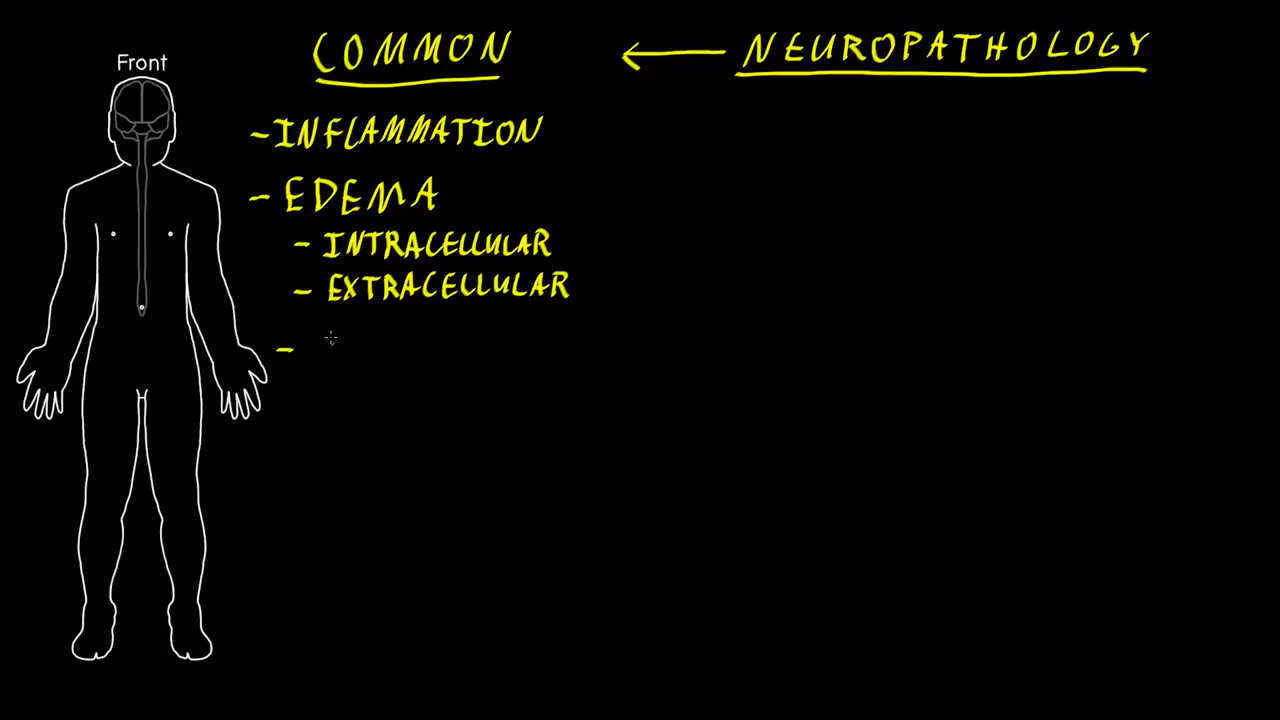 COMMON ← NEUROPATHOLOGY
Front
- INFLAMMATION
- EDEMA
- INTRACELLULAR
- EXTRACELLULAR
-